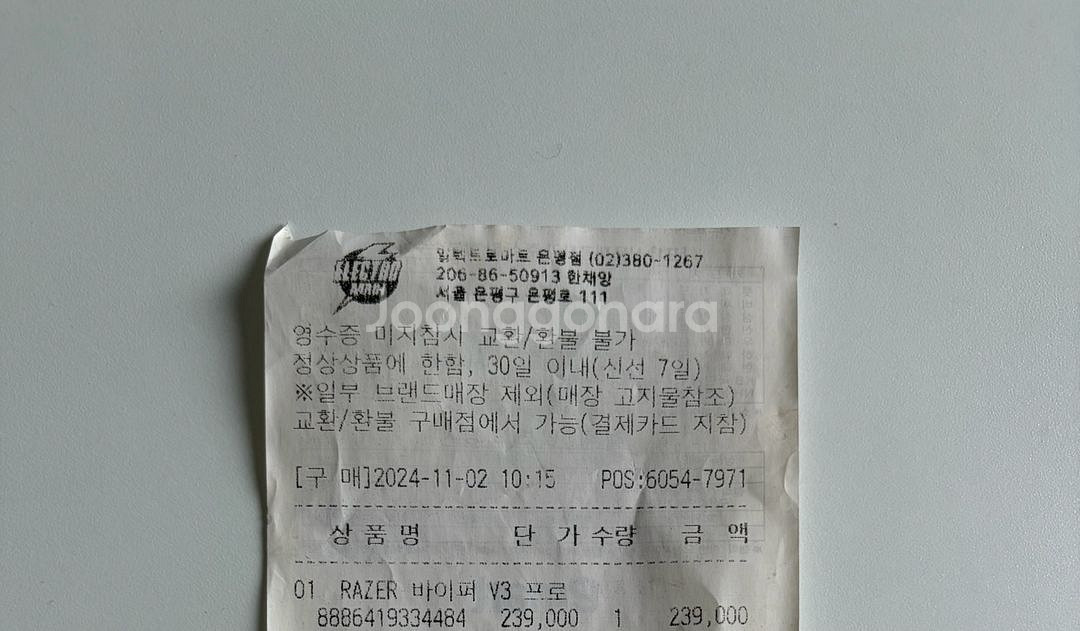 ELECTRO MART
일렉트로마트 은평점 (02)380-1267
206-86-50913 한채양
서울 은평구 은평로 111
Joonggonara
영수증 미지참시 교환/환불 불가
정상상품에 한함, 30일 이내(신선 7일)
※일부 브랜드매장 제외(매장 고지물참조)
교환/환불 구매점에서 가능(결제카드 지참)
[구 매]2024-11-02 10:15 POS:6054-7971
상 품 명 단 가 수량 금 액
01 RAZER 바이퍼 V3 프로
8886419334484 239,000 1 239,000